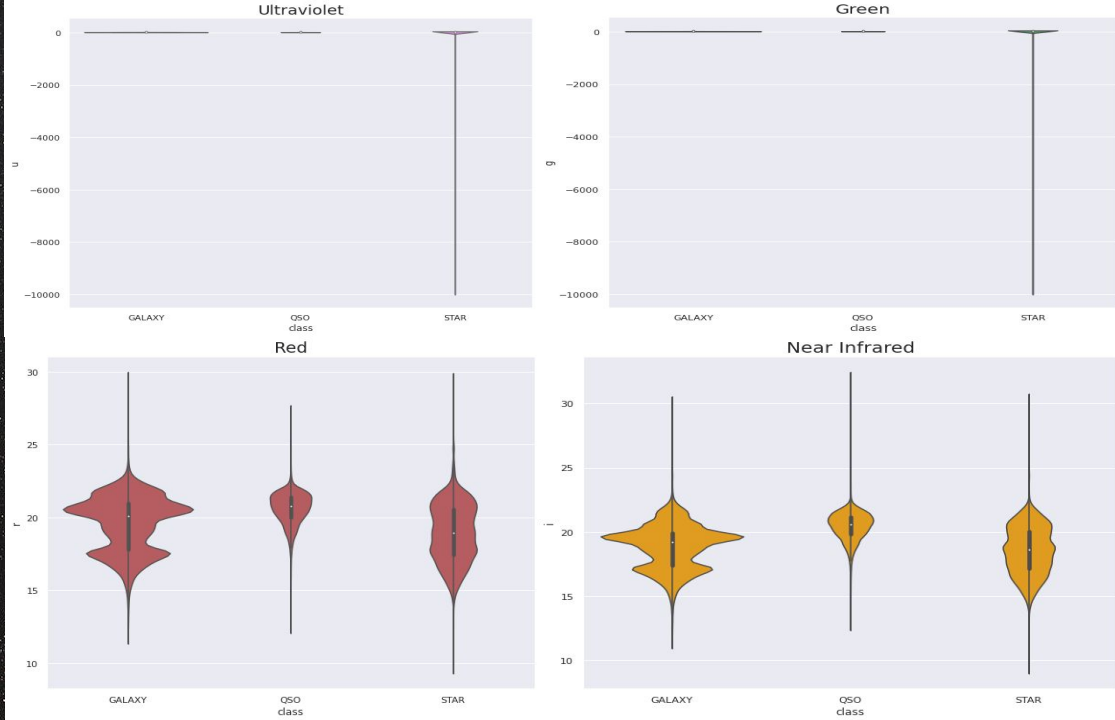 Ultraviolet
0
−2000
−4000
−6000
−8000
−10000
u
GALAXY QSO STAR
class
Green
0
−2000
−4000
−6000
−8000
−10000
g
GALAXY QSO STAR
class
Red
30
25
20
15
10
r
GALAXY QSO STAR
class
Near Infrared
30
25
20
15
10
i
GALAXY QSO STAR
class